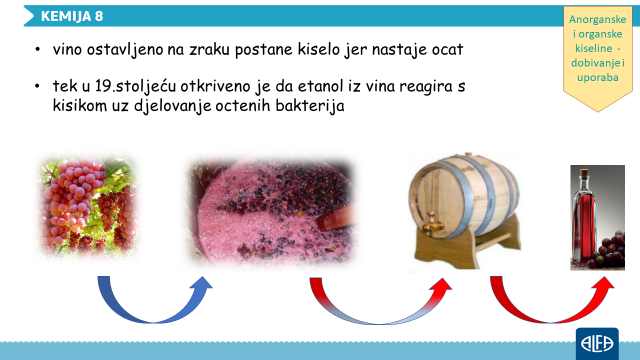 KEMIJA 8
Anorganske
i organske
kiseline -
dobivanje i
uporaba
• vino ostavljeno na zraku postane kiselo jer nastaje ocat
• tek u 19.stoljeću otkriveno je da etanol iz vina reagira s
kisikom uz djelovanje octenih bakterija
ALFA